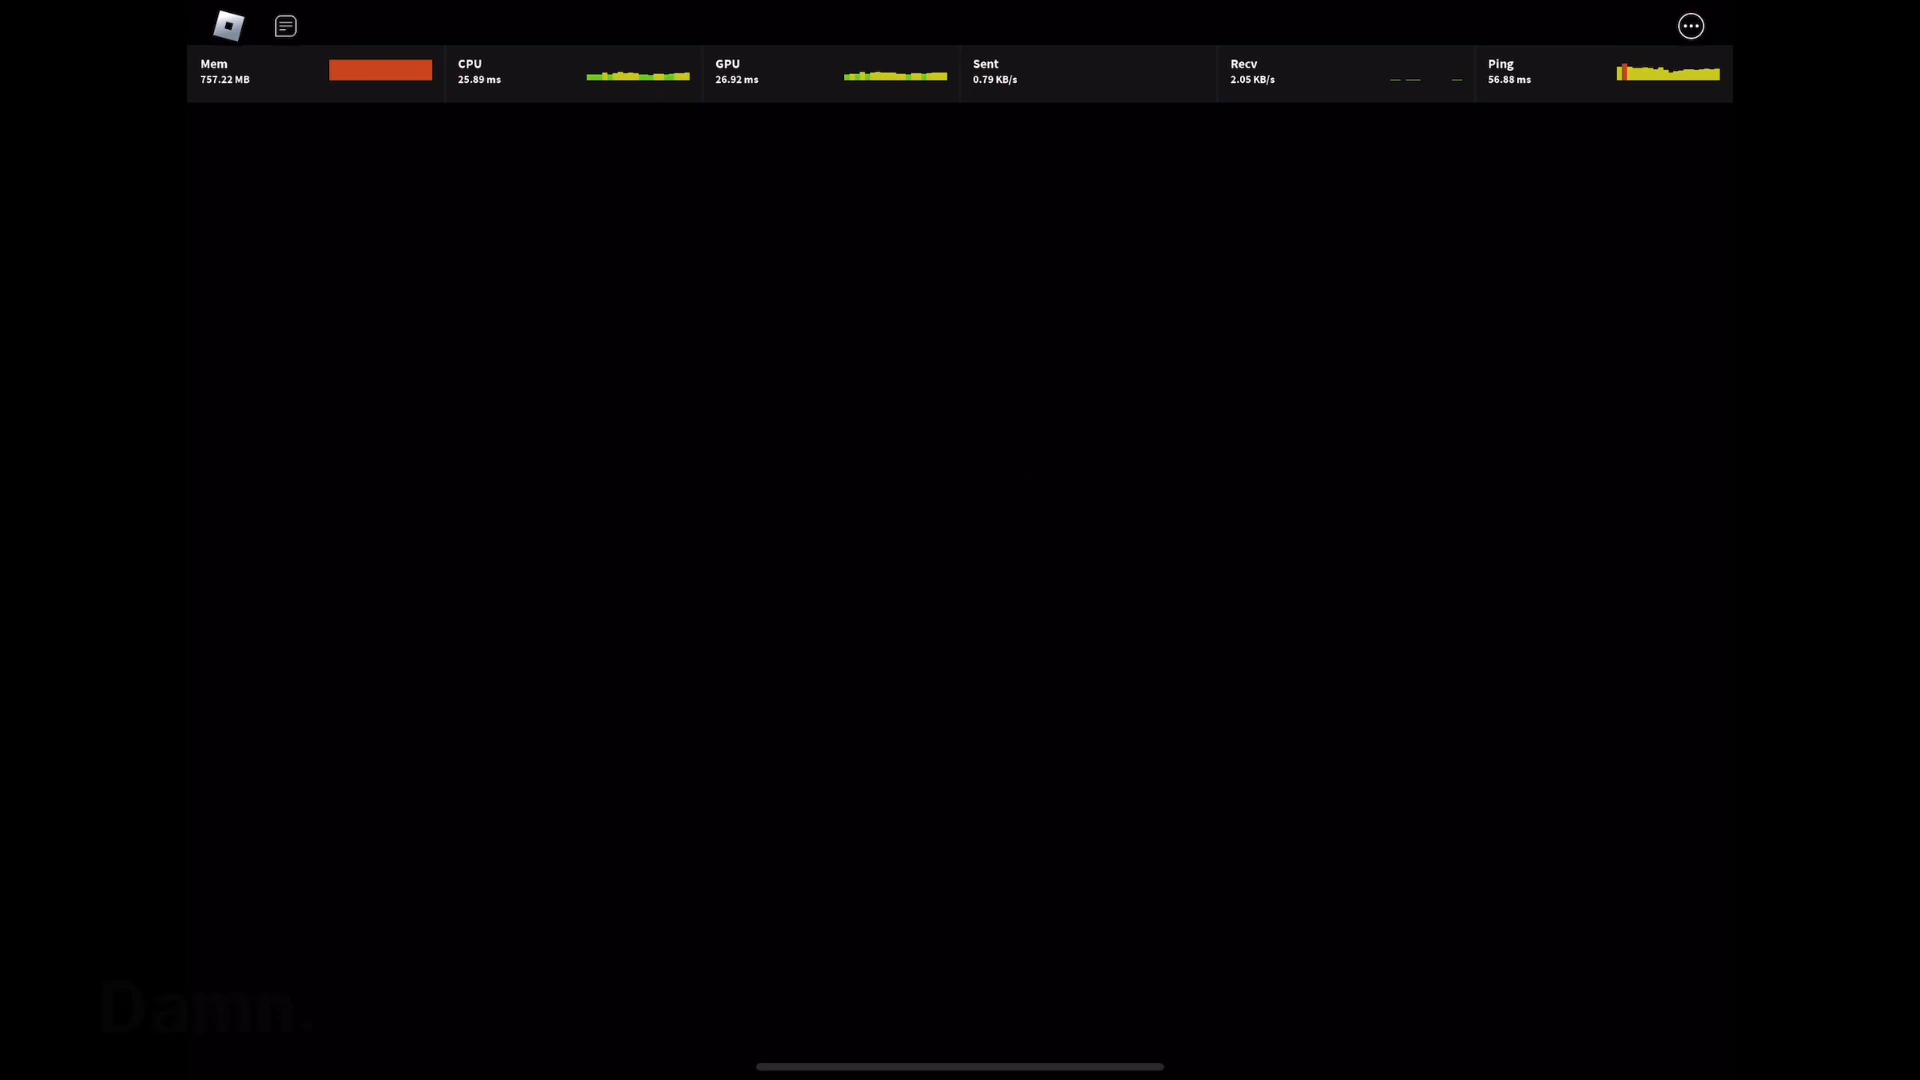 Mem
757.22 MB
CPU
25.89 ms
GPU
26.92 ms
Sent
0.79 KB/s
Recv
2.05 KB/s
Ping
56.88 ms
Damn.